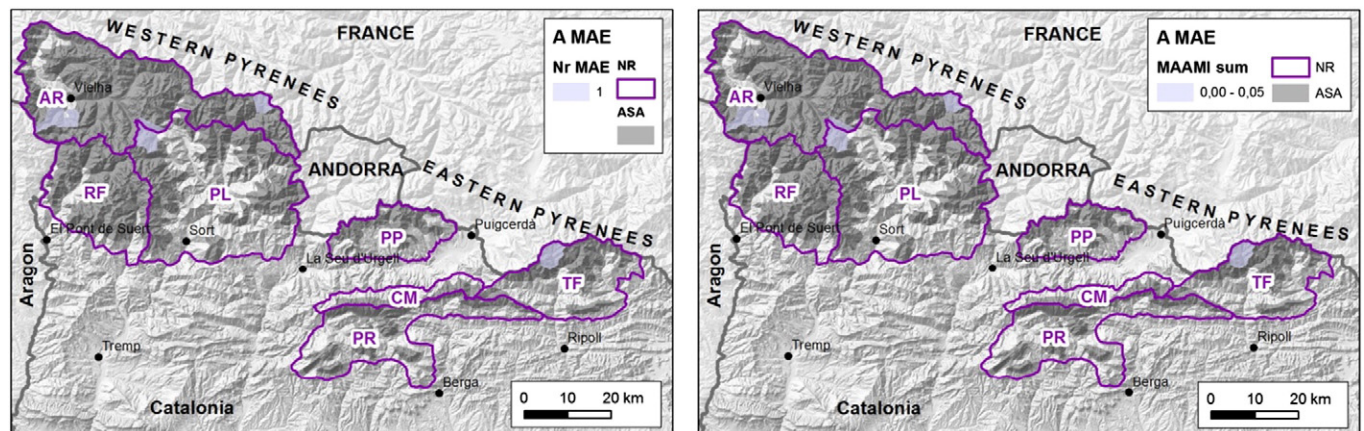 WESTERN PYRENEES
FRANCE
A MAE
Nr MAE NR
1
ASA
Vielha
AR
ANDORRA
EASTERN PYRENEES
RF
PL
El Pont de Suert
Sort
PP
Puigcerdà
La Seu d'Urgell
Aragon
CM
TF
PR
Tremp
Ripoll
Berga
Catalonia
0 10 20 km
WESTERN PYRENEES
FRANCE
A MAE
MAAMI sum NR
0,00 - 0,05 ASA
Vielha
AR
ANDORRA
EASTERN PYRENEES
RF
PL
El Pont de Suert
Sort
PP
Puigcerdà
La Seu d'Urgell
Aragon
CM
TF
PR
Tremp
Ripoll
Berga
Catalonia
0 10 20 km